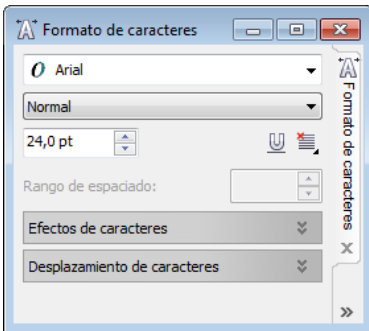 Formato de caracteres
Arial
Normal
24,0 pt
Rango de espaciado:
Efectos de caracteres
Desplazamiento de caracteres
Formato de caracteres